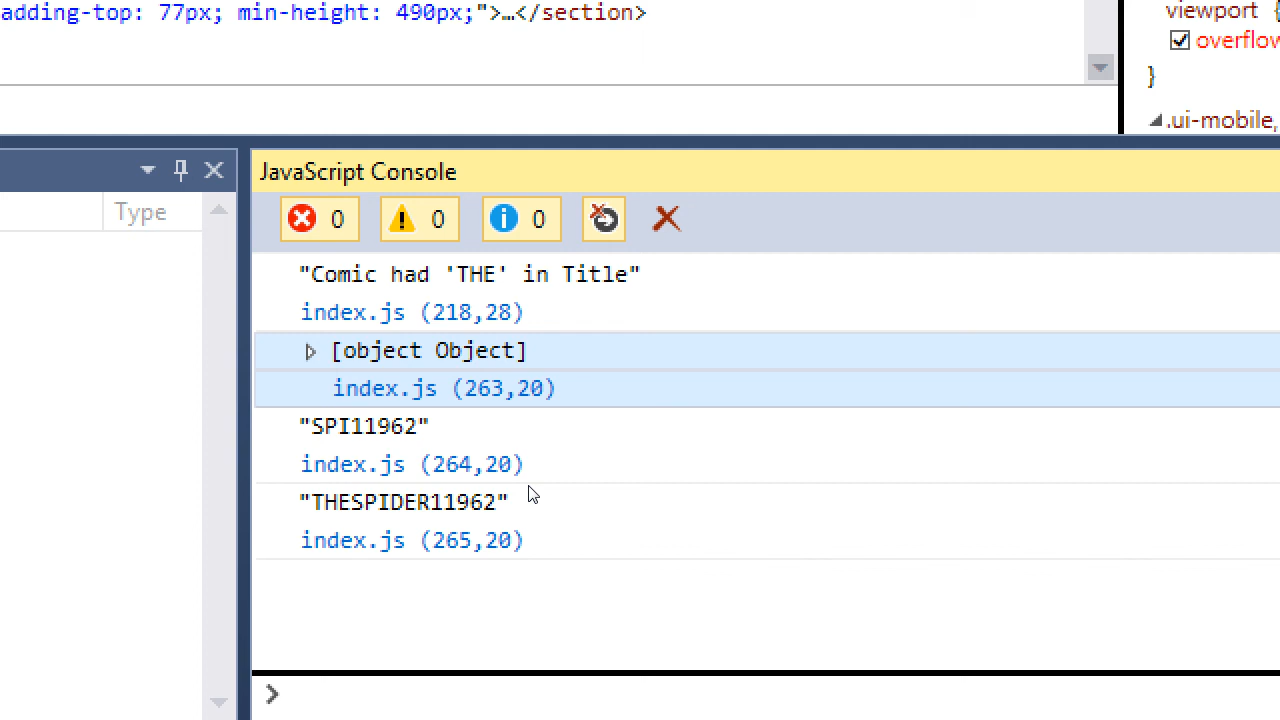 adding-top: 77px; min-height: 490px;">…</section>
viewport {
overflow
}
.ui-mobile,
Type
JavaScript Console
0 0 0
"Comic had 'THE' in Title"
index.js (218,28)
[object Object]
index.js (263,20)
"SPI11962"
index.js (264,20)
"THESPIDER11962"
index.js (265,20)